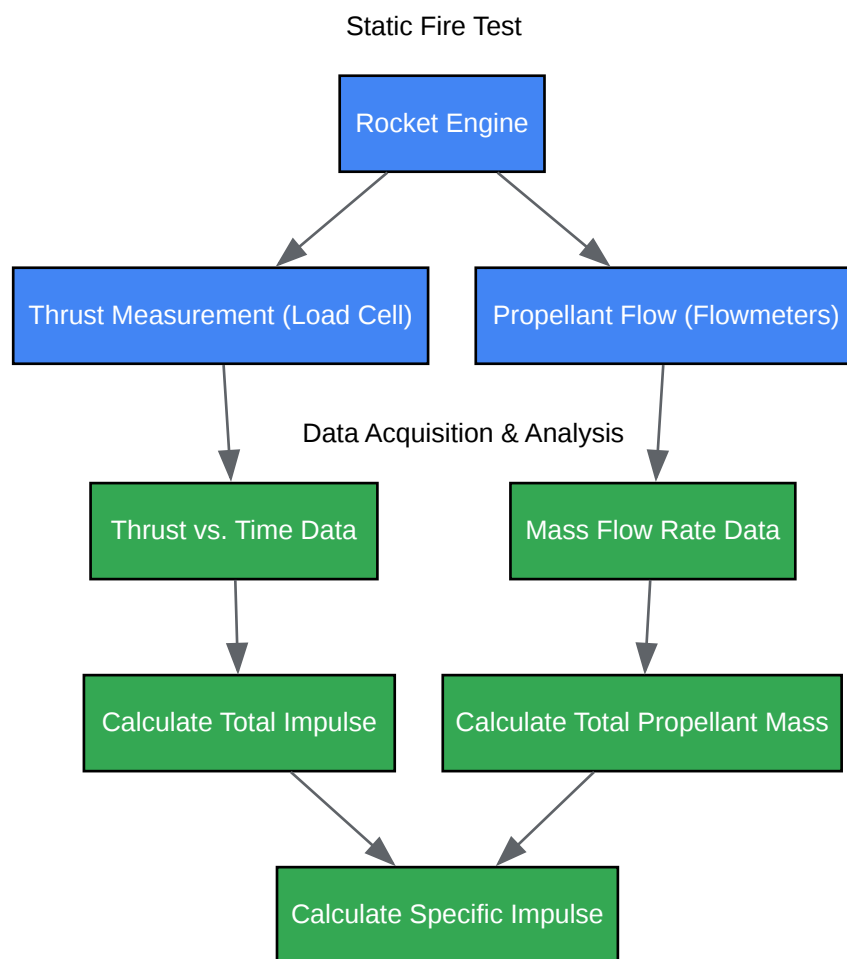 Static Fire Test
Rocket Engine
Thrust Measurement (Load Cell)
Propellant Flow (Flowmeters)
Data Acquisition & Analysis
Thrust vs. Time Data
Mass Flow Rate Data
Calculate Total Impulse
Calculate Total Propellant Mass
Calculate Specific Impulse